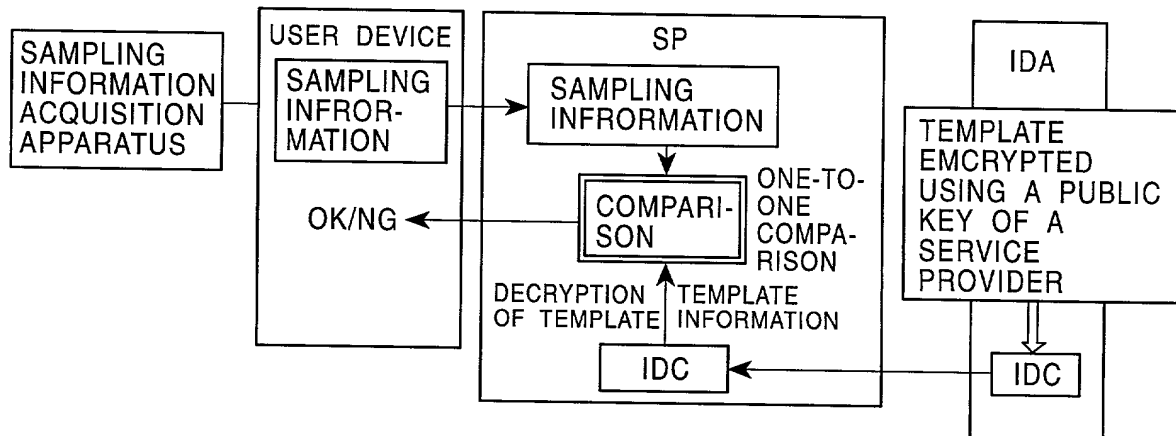 SAMPLING
INFORMATION
ACQUISITION
APPARATUS
USER DEVICE
SAMPLING
INFROR-
MATION
OK/NG
SP
SAMPLING
INFRORMATION
COMPARI-
SON
ONE-TO-
ONE
COMPA-
RISON
DECRYPTION
OF TEMPLATE
TEMPLATE
INFORMATION
IDC
IDA
TEMPLATE
EMCRYPTED
USING A PUBLIC
KEY OF A
SERVICE
PROVIDER
IDC